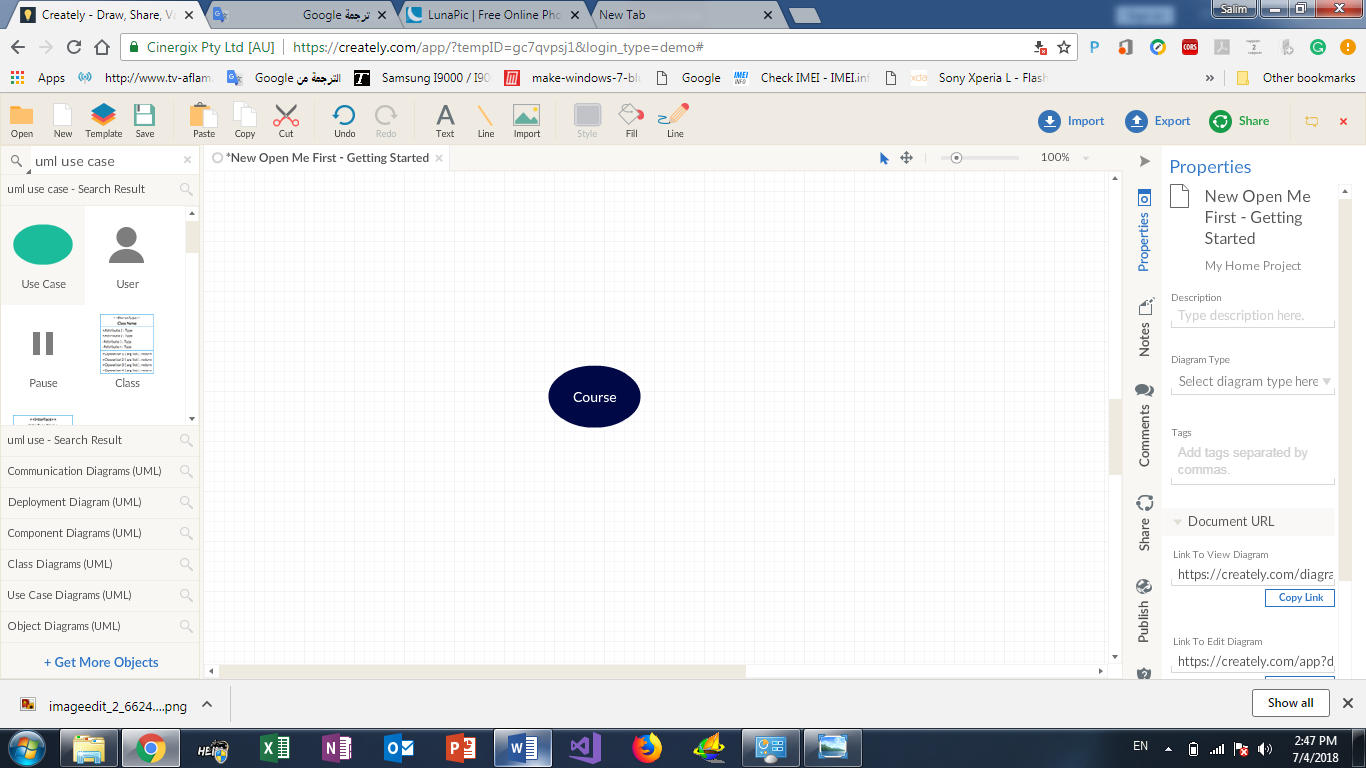 Creately - Draw, Share, Va
ترجمة Google
LunaPic | Free Online Pho
New Tab
Salim
Cinergix Pty Ltd [AU]
https://creately.com/app/?tempID=gc7qvpsj1&login_type=demo#
Apps
http://www.tv-aflam.
الترجمة من Google
Samsung I9000 / I90
make-windows-7-blu
Google
Check IMEI - IMEI.inf
Sony Xperia L - Flash
»
Other bookmarks
Open
New
Template
Save
Paste
Copy
Cut
Undo
Redo
Text
Line
Import
Style
Fill
Line
Import
Export
Share
uml use case
*New Open Me First - Getting Started
100%
uml use case - Search Result
Use Case
User
Pause
Class
Class Name
uml use - Search Result
Communication Diagrams (UML)
Deployment Diagram (UML)
Component Diagrams (UML)
Class Diagrams (UML)
Use Case Diagrams (UML)
Object Diagrams (UML)
+ Get More Objects
Course
Properties
Notes
Comments
Share
Publish
Properties
New Open Me
First - Getting
Started
My Home Project
Description
Type description here.
Diagram Type
Select diagram type here
Tags
Add tags separated by
commas.
Document URL
Link To View Diagram
https://creately.com/diagra
Copy Link
Link To Edit Diagram
https://creately.com/app?d
imageedit_2_6624....png
Show all
EN
2:47 PM
7/4/2018